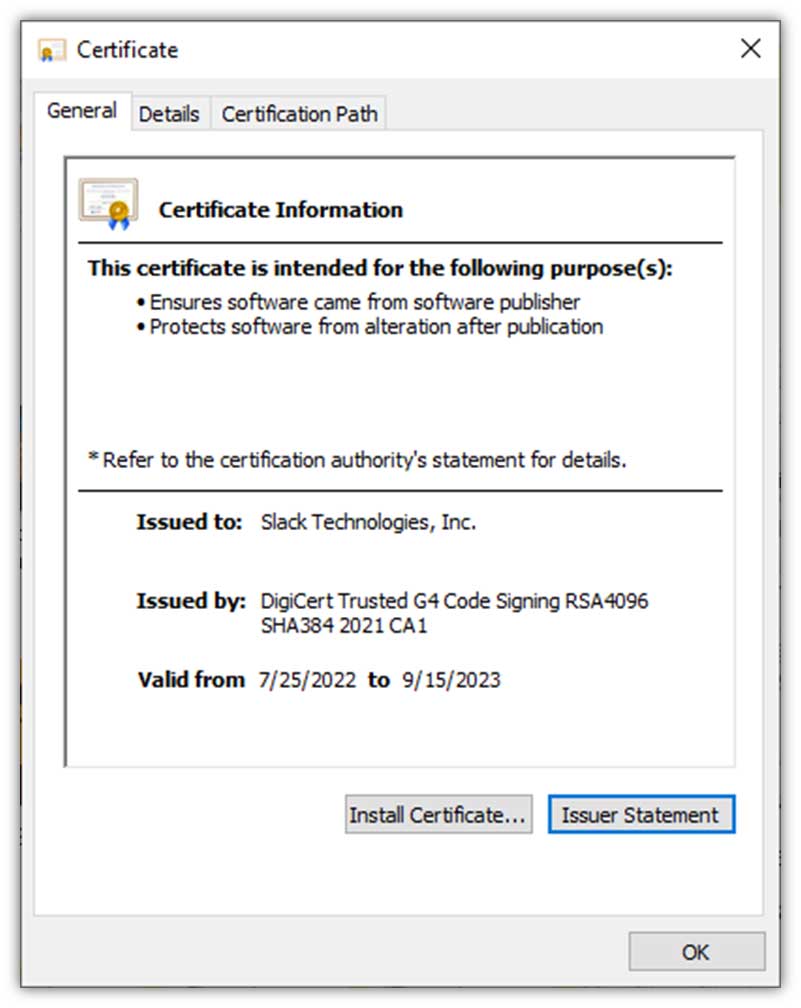 Certificate
General
Details
Certification Path
Certificate Information
This certificate is intended for the following purpose(s):
• Ensures software came from software publisher
• Protects software from alteration after publication
* Refer to the certification authority's statement for details.
Issued to: Slack Technologies, Inc.
Issued by: DigiCert Trusted G4 Code Signing RSA4096
SHA384 2021 CA1
Valid from 7/25/2022 to 9/15/2023
Install Certificate...
Issuer Statement
OK